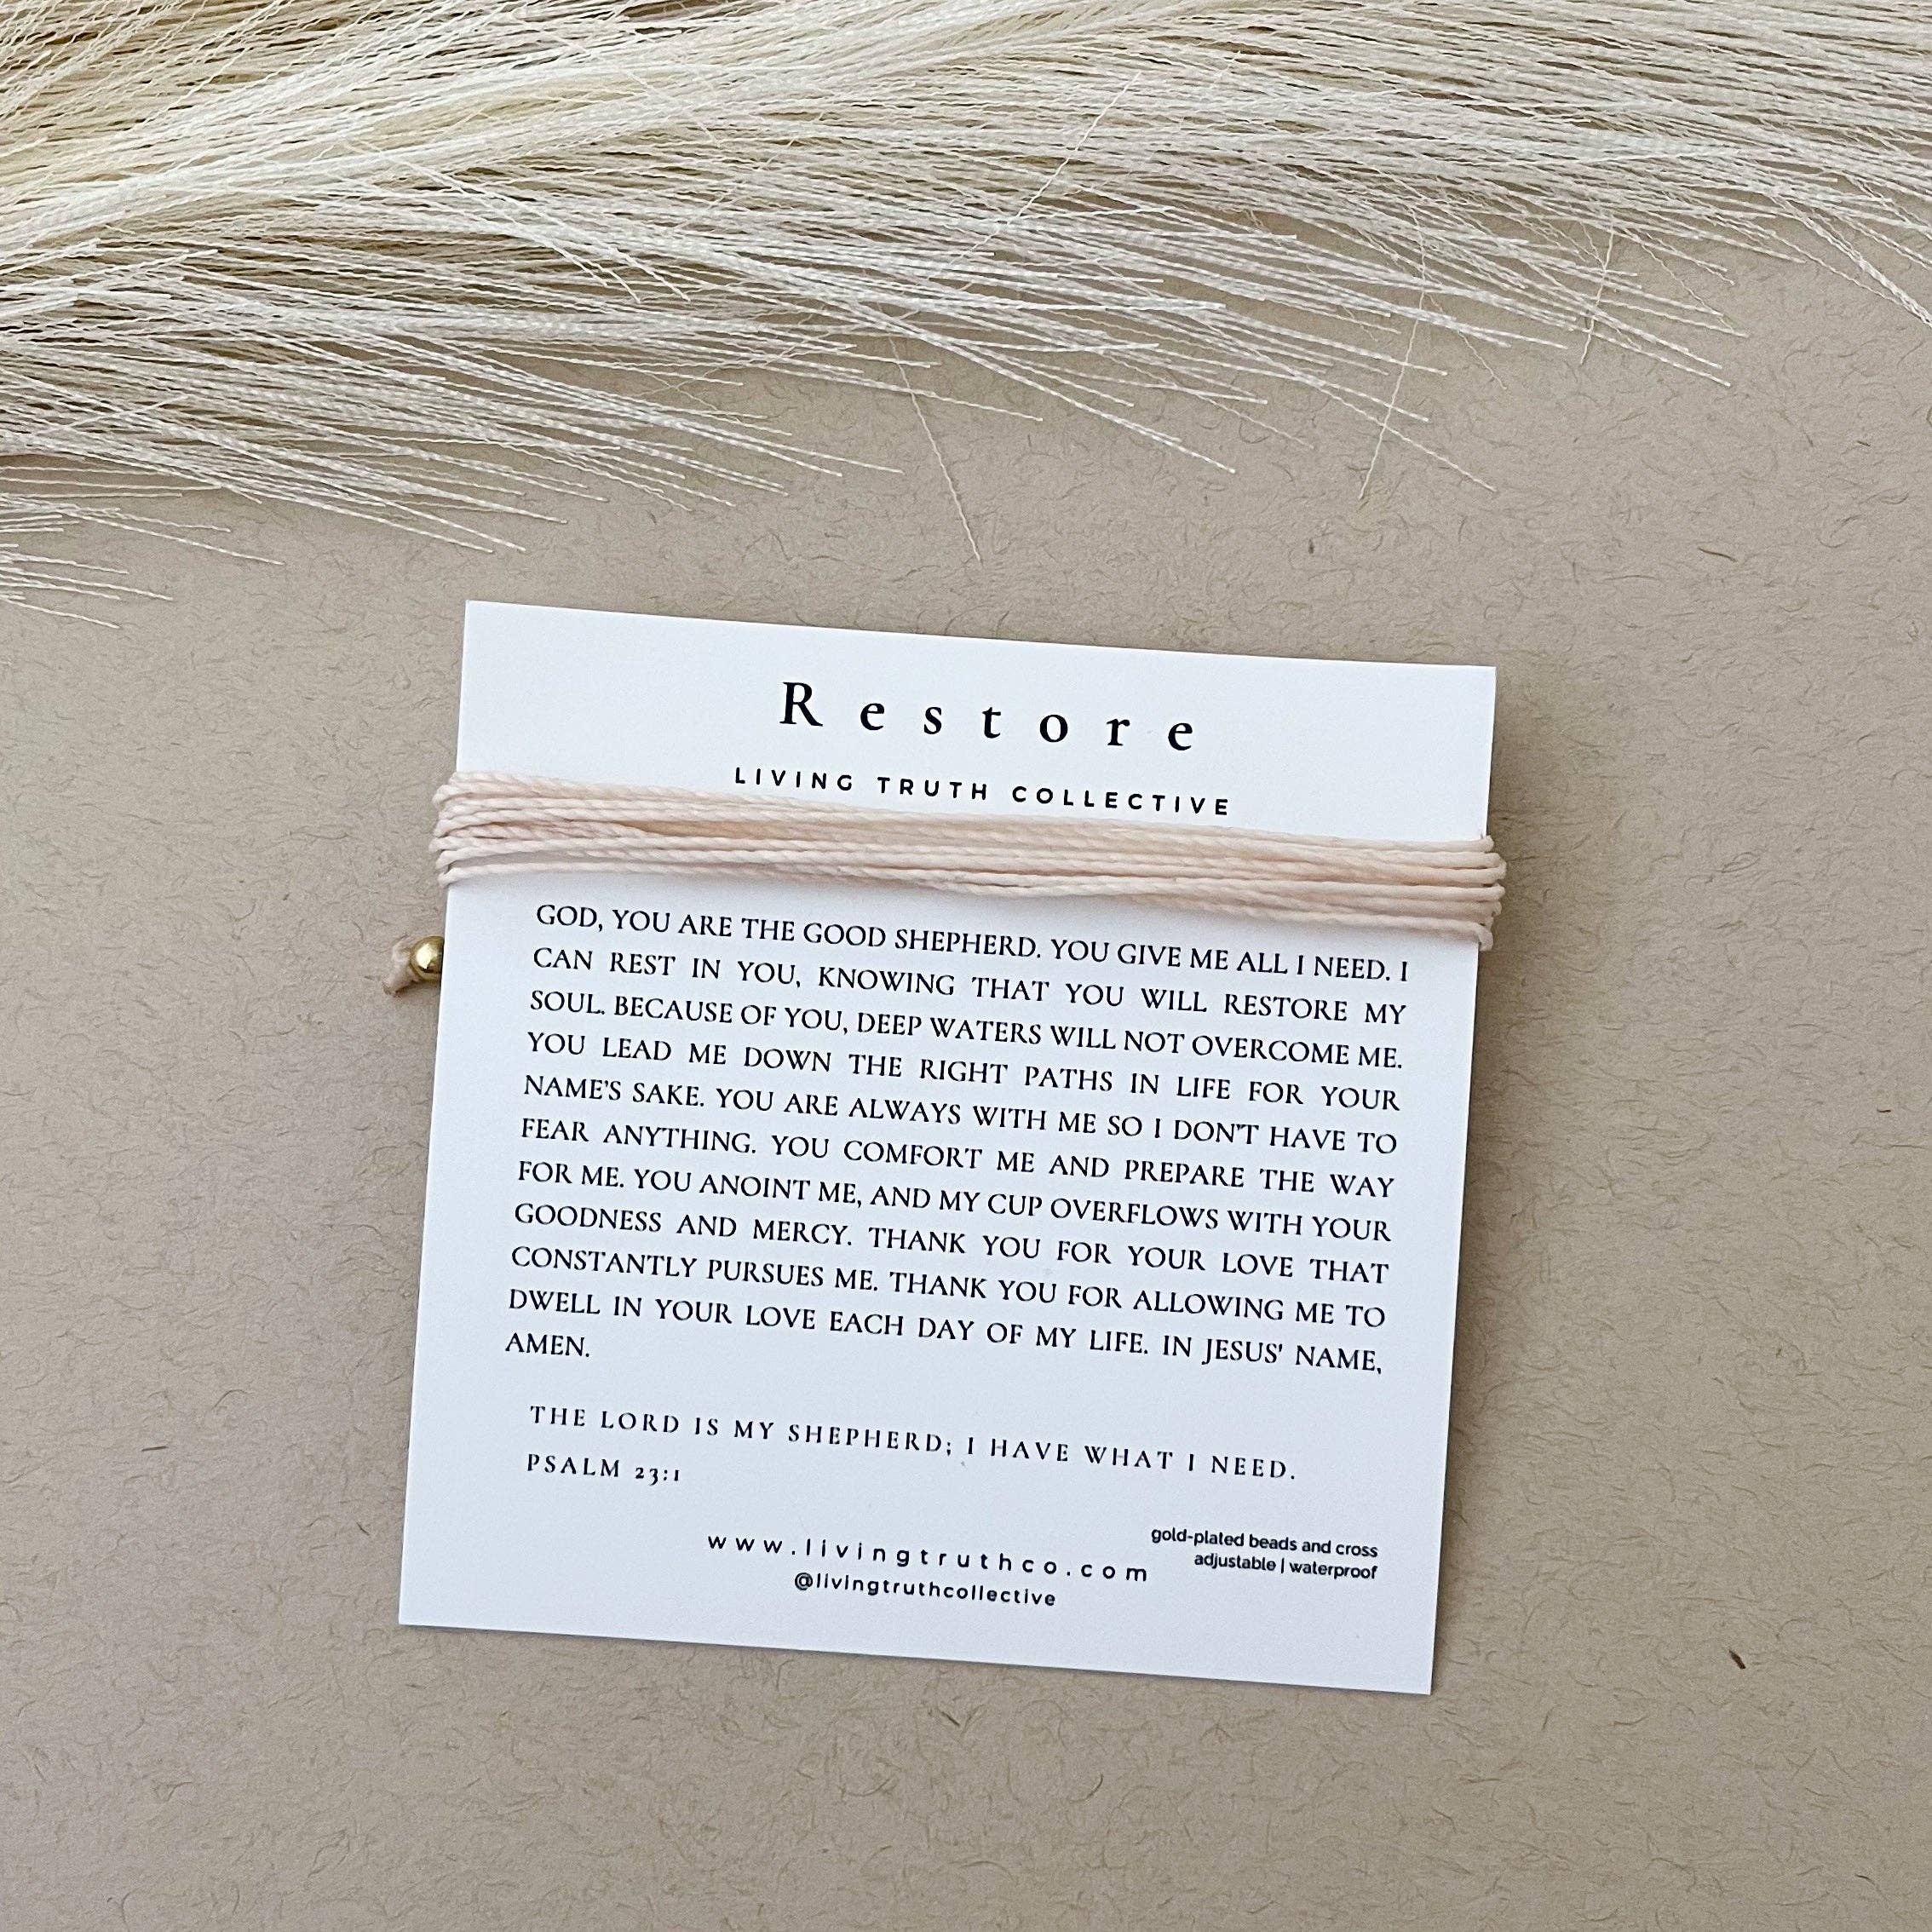 Restore
LIVING TRUTH COLLECTIVE
GOD, YOU ARE THE GOOD SHEPHERD. YOU GIVE ME ALL I NEED. I
CAN REST IN YOU, KNOWING THAT YOU WILL RESTORE MY
SOUL. BECAUSE OF YOU, DEEP WATERS WILL NOT OVERCOME ME.
YOU LEAD ME DOWN THE RIGHT PATHS IN LIFE FOR YOUR
NAME'S SAKE. YOU ARE ALWAYS WITH ME SO I DON'T HAVE TO
FEAR ANYTHING. YOU COMFORT ME AND PREPARE THE WAY
FOR ME. YOU ANOINT ME, AND MY CUP OVERFLOWS WITH YOUR
GOODNESS AND MERCY. THANK YOU FOR YOUR LOVE THAT
CONSTANTLY PURSUES ME. THANK YOU FOR ALLOWING ME TO
DWELL IN YOUR LOVE EACH DAY OF MY LIFE. IN JESUS' NAME,
AMEN.
THE LORD IS MY SHEPHERD; I HAVE WHAT I NEED.
PSALM 23:1
www.livingtruthco.com
@livingtruthcollective
gold-plated beads and cross
adjustable | waterproof